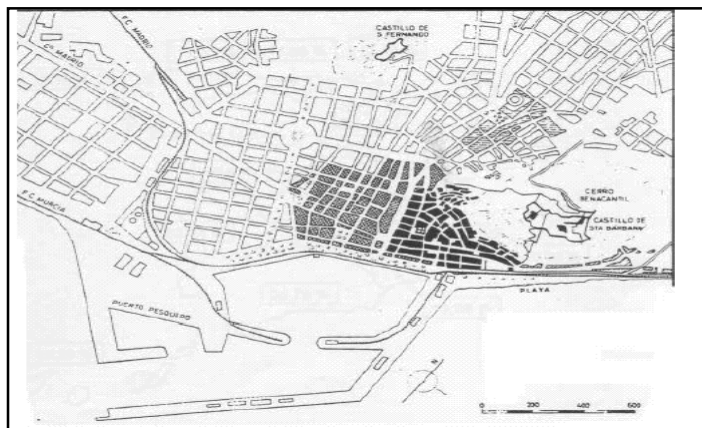 CASTILLO DE
S. FERNANDO
F.C. MADRID
Cª MADRID
F.C. MURCIA
CERRO
BENACANTIL
CASTILLO DE
STA BÁRBARA
PLAYA
PUERTO PESQUERO
N
0 200 400 600